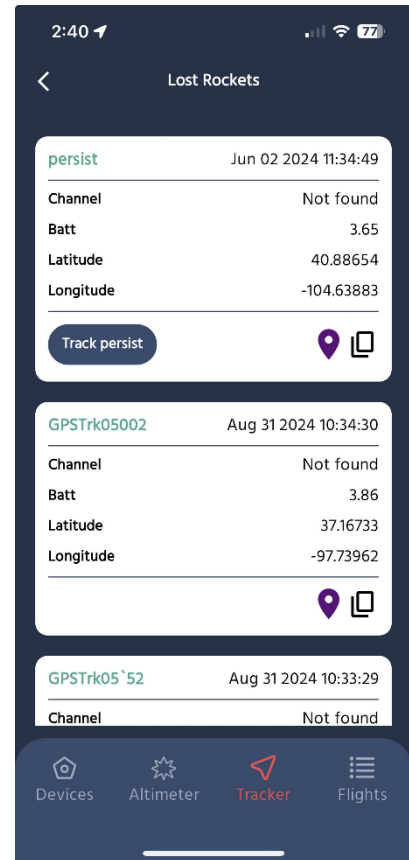 2:40 77
Lost Rockets
persist Jun 02 2024 11:34:49
Channel Not found
Batt 3.65
Latitude 40.88654
Longitude -104.63883
Track persist
GPSTrk05002 Aug 31 2024 10:34:30
Channel Not found
Batt 3.86
Latitude 37.16733
Longitude -97.73962
GPSTrk05`52 Aug 31 2024 10:33:29
Channel Not found
Devices Altimeter Tracker Flights